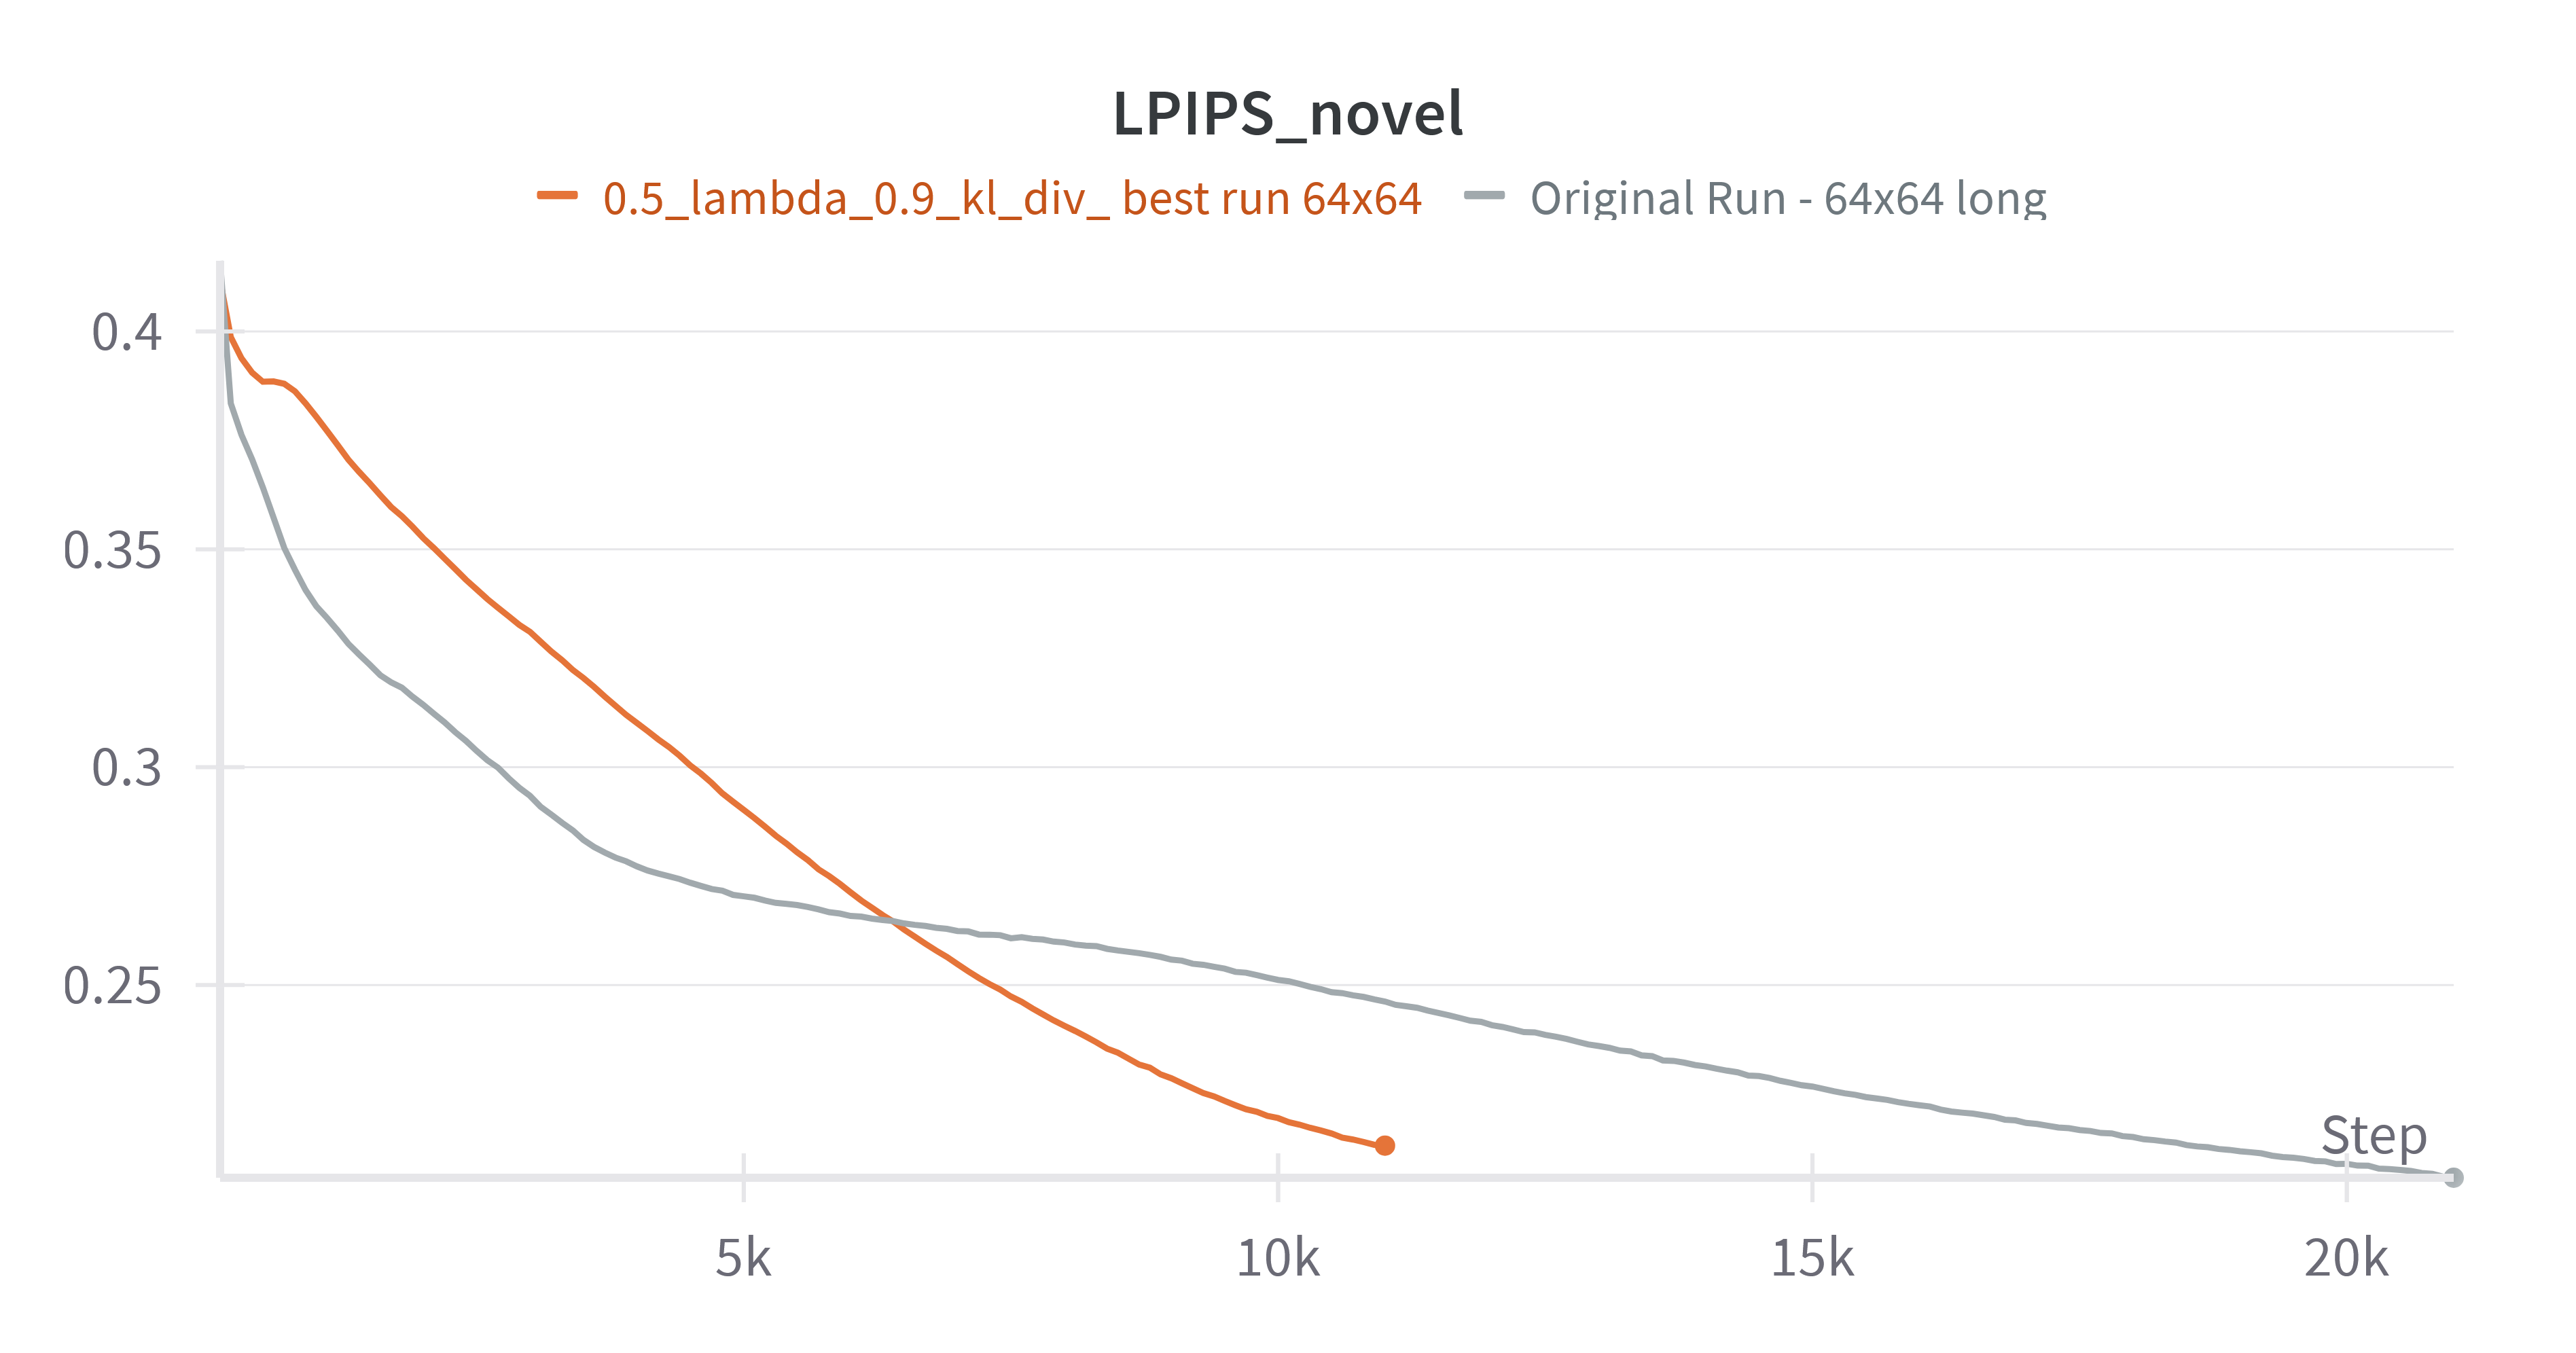 LPIPS_novel
0.5_lambda_0.9_kl_div_ best run 64x64 Original Run - 64x64 long
0.4
0.35
0.3
0.25
Step
5k 10k 15k 20k